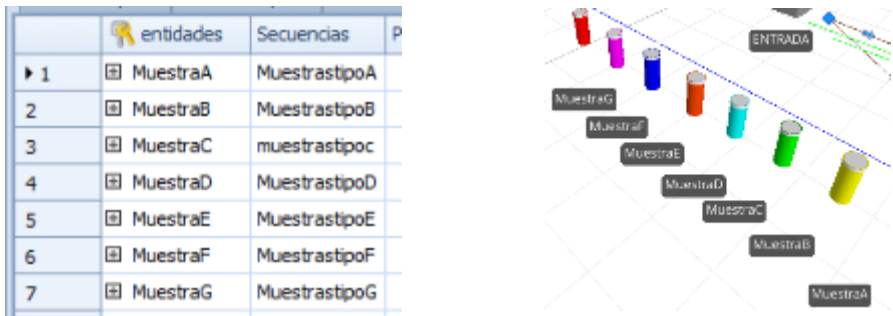 entidades Secuencias P
1 MuestraA MuestrastipoA
2 MuestraB MuestrastipoB
3 MuestraC muestrastipoc
4 MuestraD MuestrastipoD
5 MuestraE MuestrastipoE
6 MuestraF MuestrastipoF
7 MuestraG MuestrastipoG
ENTRADA
MuestraG
MuestraF
MuestraE
MuestraD
MuestraC
MuestraB
MuestraA